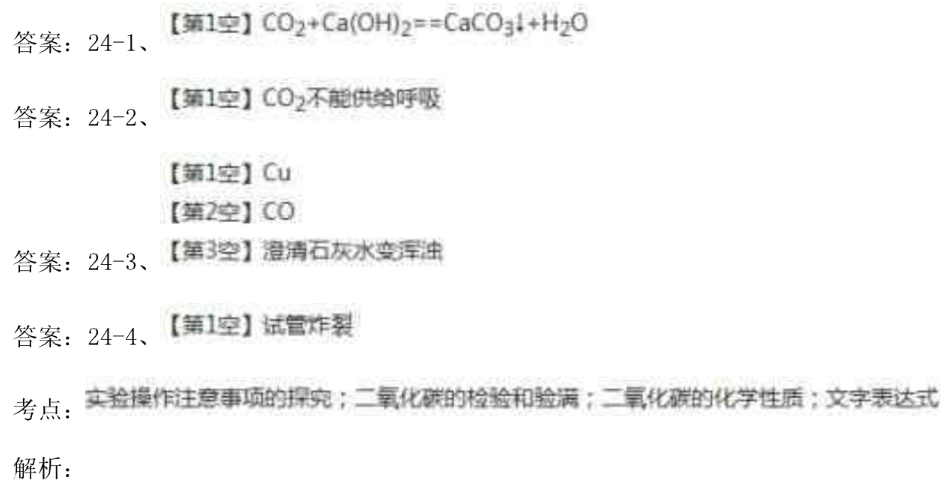 答案：24-1、【第1空】CO₂+Ca(OH)₂==CaCO₃↓+H₂O
答案：24-2、【第1空】CO₂不能供给呼吸
【第1空】Cu
【第2空】CO
答案：24-3、【第3空】澄清石灰水变浑浊
答案：24-4、【第1空】试管炸裂
考点：实验操作注意事项的探究；二氧化碳的检验和验满；二氧化碳的化学性质；文字表达式
解析：